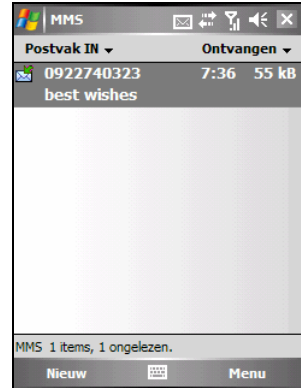 MMS
Postvak IN Ontvangen
0922740323 7:36 55 kB
best wishes
MMS 1 items, 1 ongelezen.
Nieuw Menu